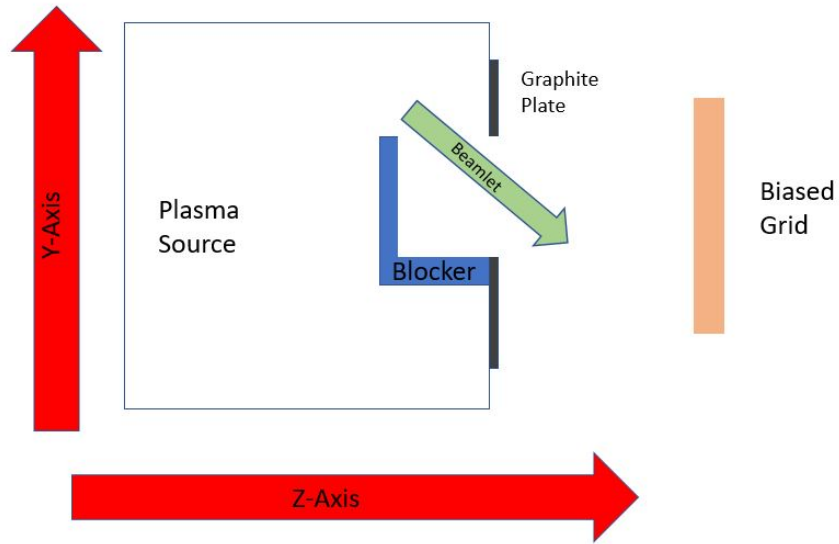 Y-Axis
Plasma
Source
Beamlet
Blocker
Graphite
Plate
Biased
Grid
Z-Axis